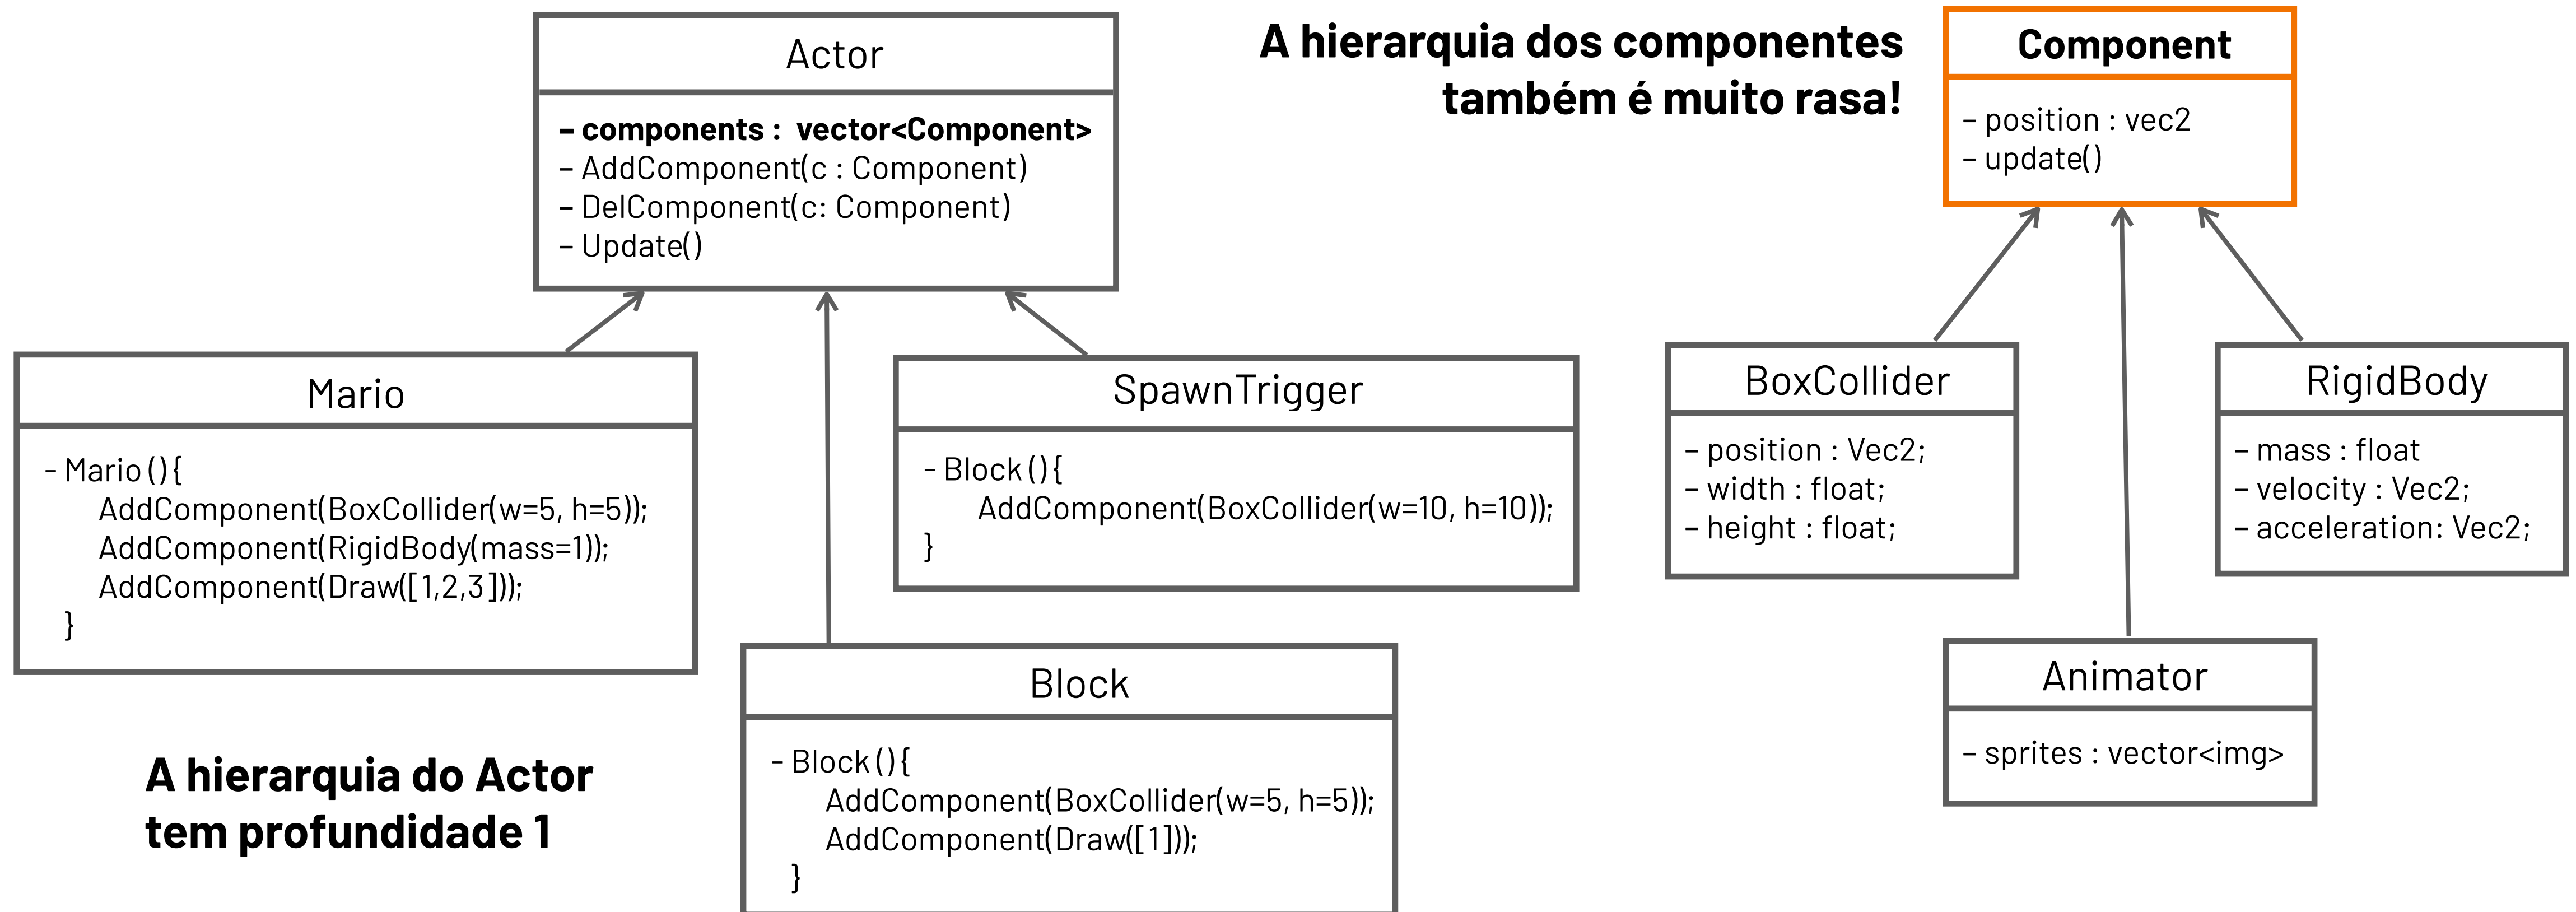 Actor
– components : vector<Component>
– AddComponent(c : Component)
– DelComponent(c: Component)
– Update()
A hierarquia dos componentes
também é muito rasa!
Component
– position : vec2
– update()
Mario
- Mario () {
AddComponent(BoxCollider(w=5, h=5));
AddComponent(RigidBody(mass=1));
AddComponent(Draw([1,2,3]));
}
SpawnTrigger
- Block () {
AddComponent(BoxCollider(w=10, h=10));
}
Block
- Block () {
AddComponent(BoxCollider(w=5, h=5));
AddComponent(Draw([1]));
}
A hierarquia do Actor
tem profundidade 1
BoxCollider
– position : Vec2;
– width : float;
– height : float;
RigidBody
– mass : float
– velocity : Vec2;
– acceleration: Vec2;
Animator
– sprites : vector<img>